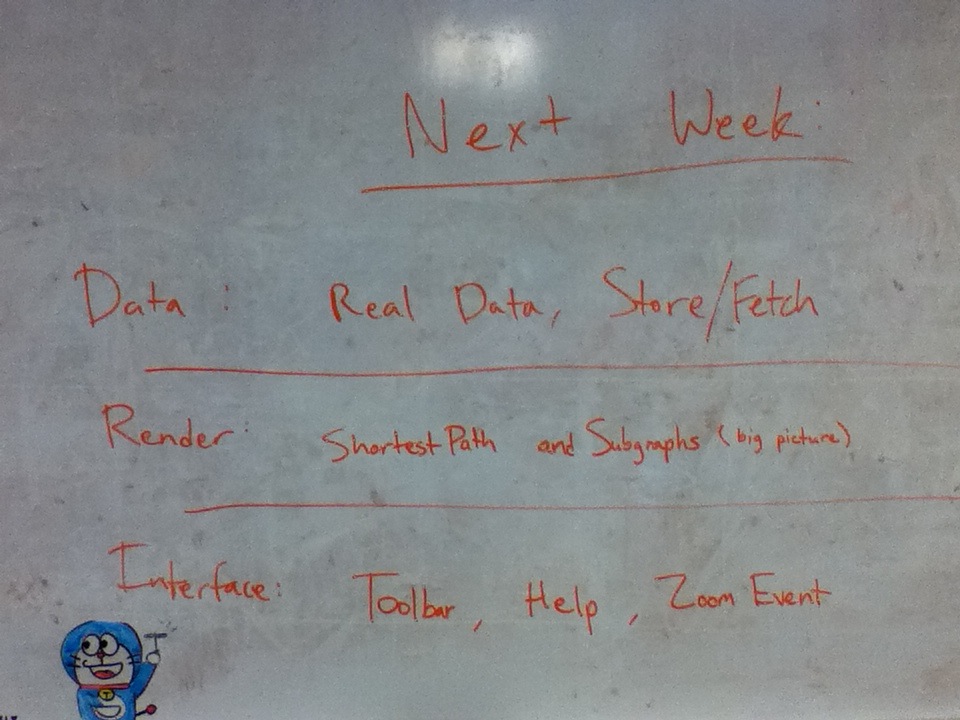 Next Week:
Data: Real Data, Store/Fetch
Render: Shortest Path and Subgraphs (big picture)
Interface: Toolbar, Help, Zoom Event